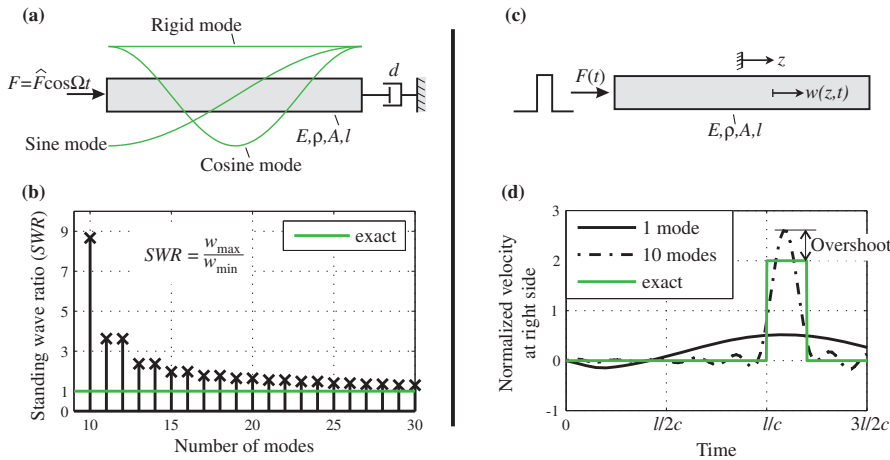 (a)
Rigid mode
F=F̂cosΩt
d
E,ρ,A,l
Sine mode
Cosine mode
(b)
Standing wave ratio (SWR)
9
7
5
3
1
0
SWR = w_max/w_min
exact
10
15
20
25
30
Number of modes
(c)
z
F(t)
w(z,t)
E,ρ,A,l
(d)
Normalized velocity
at right side
3
2
1
0
-1
1 mode
10 modes
exact
Overshoot
0
l/2c
l/c
3l/2c
Time